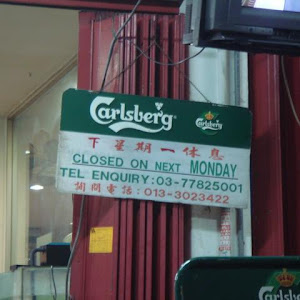 Carlsberg
Carlsberg
下星期一休息
CLOSED ON NEXT MONDAY
TEL ENQUIRY:03-77825001
詢問電話:013-3023422
Carlsberg